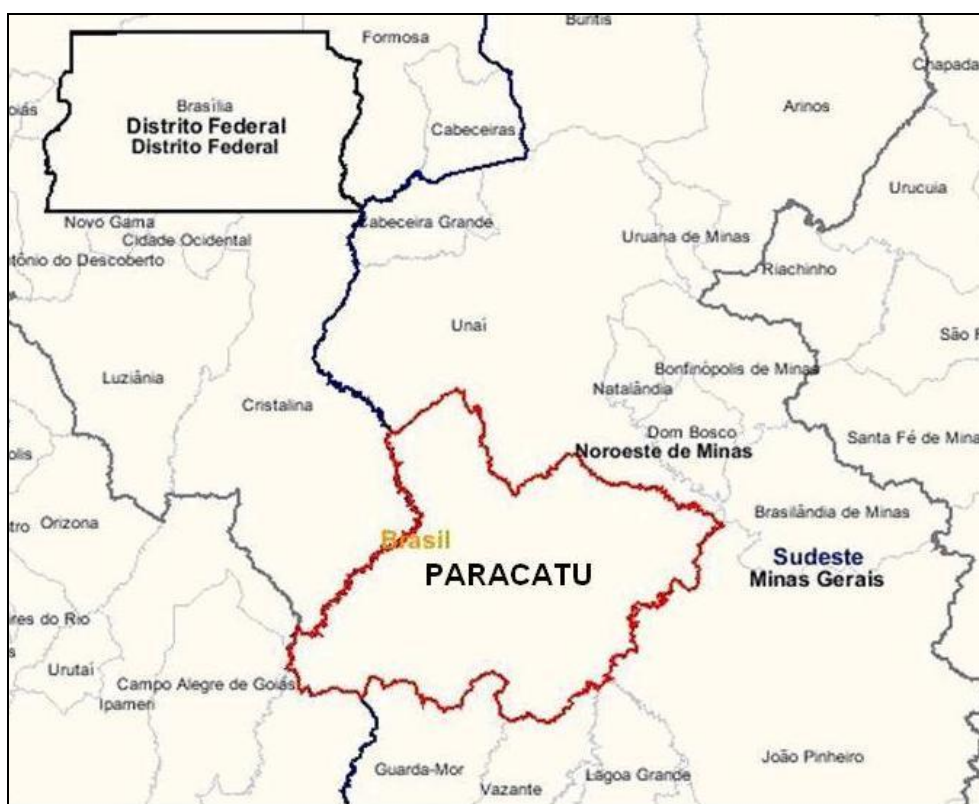 Buritis
Formosa
Chapada
oiás
Brasília
Arinos
Distrito Federal
Distrito Federal
Cabeceiras
Urucuia
Novo Gama
Cabeceira Grande
Cidade Ocidental
Uruana de Minas
tônio do Descoberto
Riachinho
Unaí
São F
Bonfinópolis de Minas
Luziânia
Natalândia
Cristalina
Dom Bosco
Santa Fé de Mina
Noroeste de Minas
olis
Brasilândia de Minas
tro
Orizona
Brasil
Sudeste
PARACATU
Minas Gerais
res do Rio
s
Urutaí
Campo Alegre de Goiás
Ipameri
João Pinheiro
Guarda-Mor
Lagoa Grande
Vazante